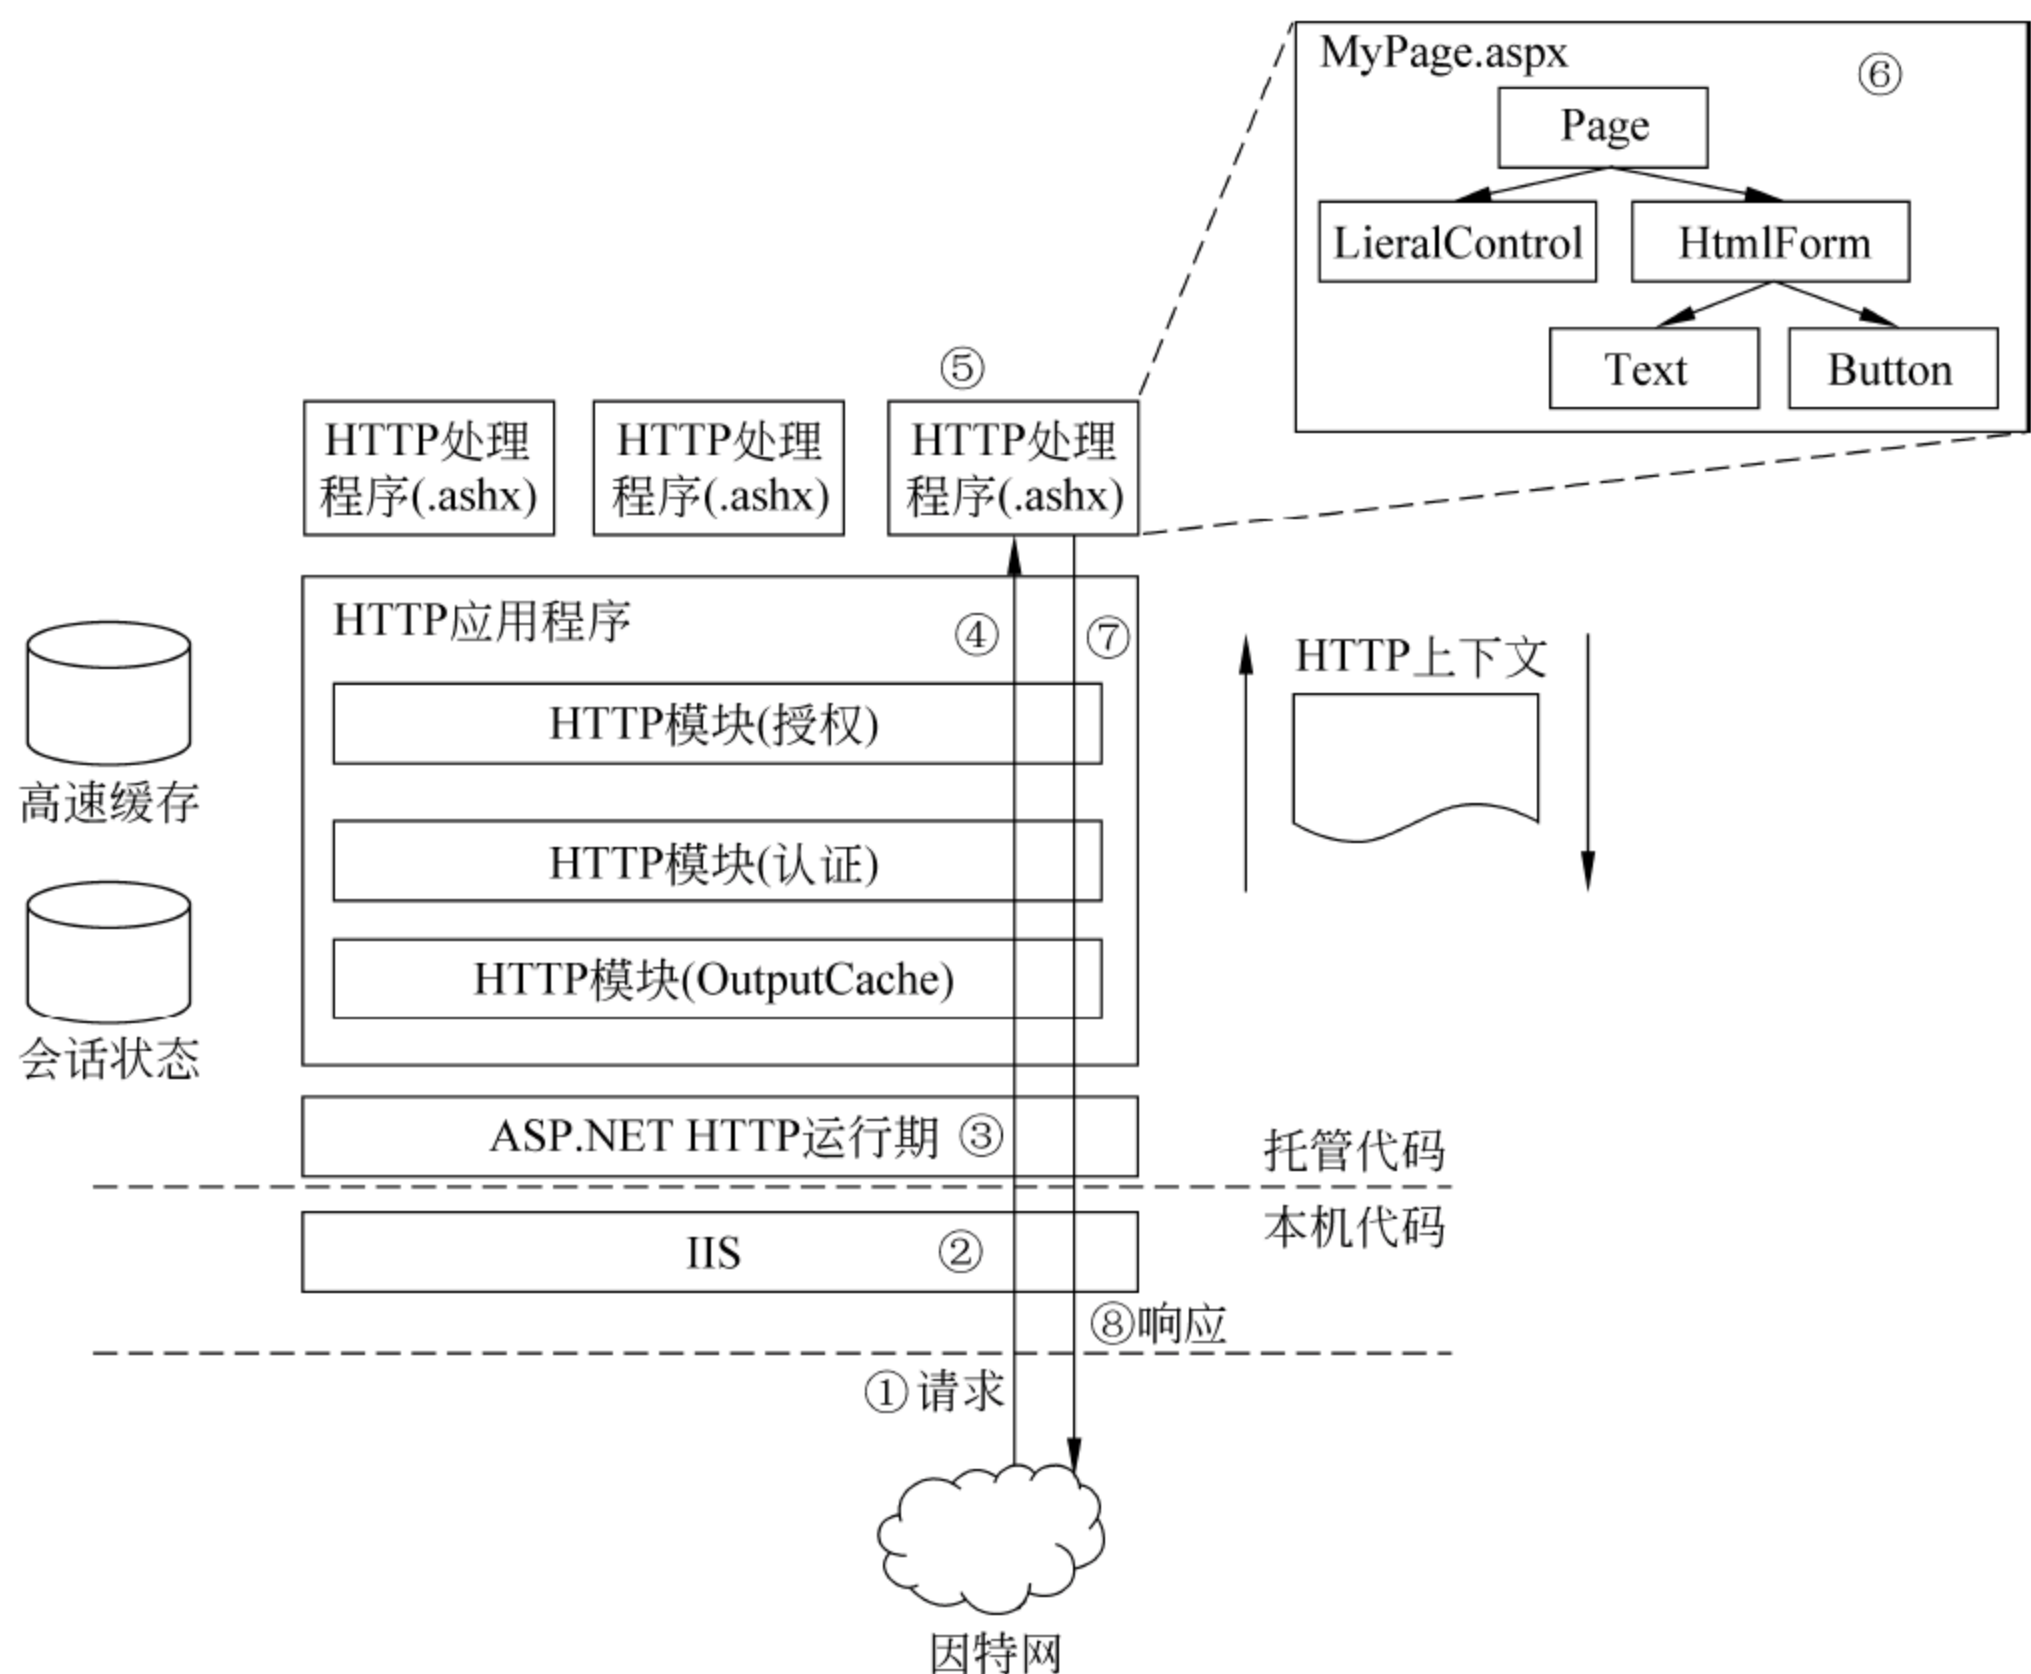 MyPage.aspx
⑥
Page
LieralControl
HtmlForm
Text
Button
⑤
HTTP处理
程序(.ashx)
HTTP处理
程序(.ashx)
HTTP处理
程序(.ashx)
HTTP应用程序
④
⑦
HTTP上下文
HTTP模块(授权)
高速缓存
HTTP模块(认证)
HTTP模块(OutputCache)
会话状态
ASP.NET HTTP运行期 ③
托管代码
本机代码
IIS
②
⑧响应
①请求
因特网